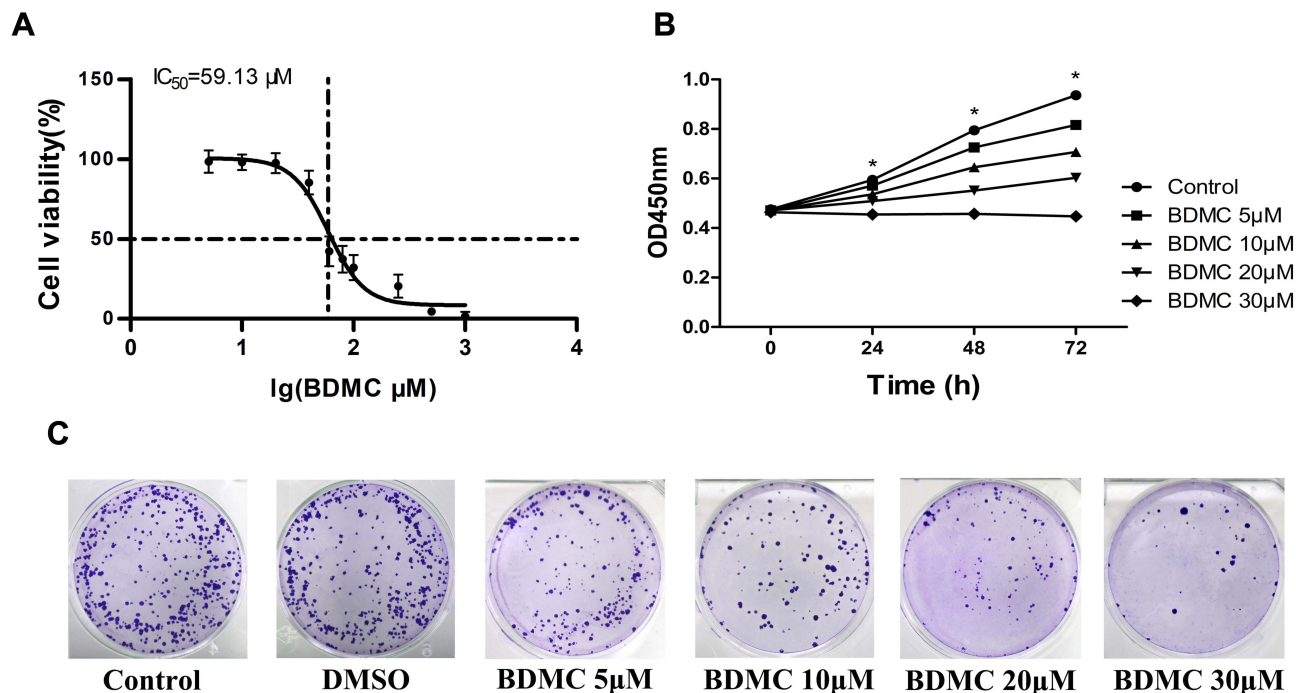 A
IC50=59.13 µM
150
100
50
0
Cell viability(%)
0 1 2 3 4
lg(BDMC µM)
B
1.0
0.8
0.6
0.4
0.2
0.0
OD450nm
* * *
0 24 48 72
Time (h)
Control
BDMC 5µM
BDMC 10µM
BDMC 20µM
BDMC 30µM
C
Control DMSO BDMC 5µM BDMC 10µM BDMC 20µM BDMC 30µM